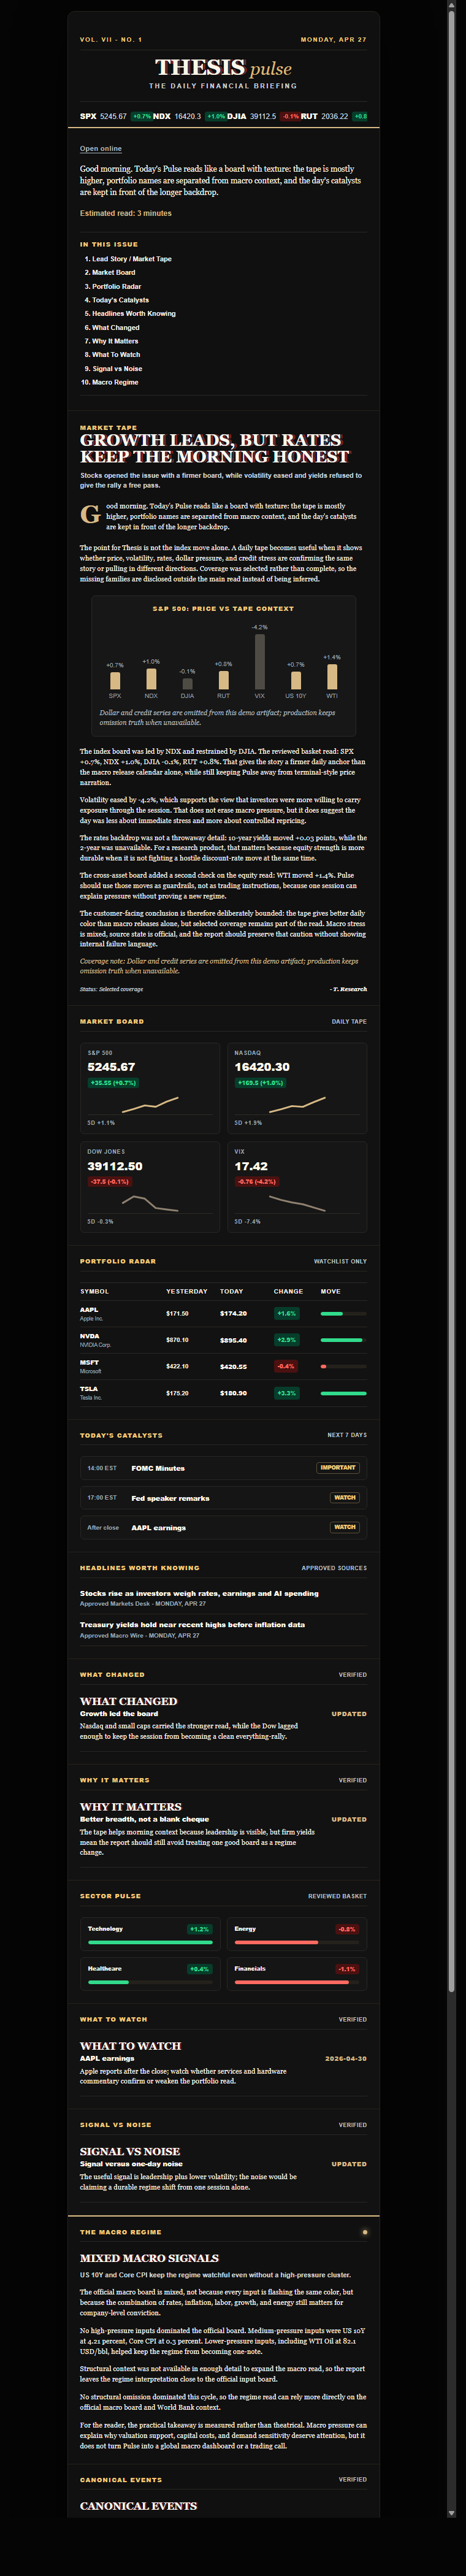 VOL. VII - NO. 1
MONDAY, APR 27
THESIS pulse
THE DAILY FINANCIAL BRIEFING
SPX 5245.67 +0.7% NDX 16420.3 +1.0% DJIA 39112.5 -0.1% RUT 2036.22 +0.8
Open online
Good morning. Today's Pulse reads like a board with texture: the tape is mostly
higher, portfolio names are separated from macro context, and the day's catalysts
are kept in front of the longer backdrop.
Estimated read: 3 minutes
IN THIS ISSUE
1. Lead Story / Market Tape
2. Market Board
3. Portfolio Radar
4. Today's Catalysts
5. Headlines Worth Knowing
6. What Changed
7. Why It Matters
8. What To Watch
9. Signal vs Noise
10. Macro Regime
MARKET TAPE
GROWTH LEADS, BUT RATES
KEEP THE MORNING HONEST
Stocks opened the issue with a firmer board, while volatility eased and yields refused to
give the rally a free pass.
Good morning. Today's Pulse reads like a board with texture: the tape is mostly
higher, portfolio names are separated from macro context, and the day's catalysts
are kept in front of the longer backdrop.
The point for Thesis is not the index move alone. A daily tape becomes useful when it shows
whether price, volatility, rates, dollar pressure, and credit stress are confirming the same
story or pulling in different directions. Coverage was selected rather than complete, so the
missing families are disclosed outside the main read instead of being inferred.
S&P 500: PRICE VS TAPE CONTEXT
+0.7% +1.0% -0.1% +0.8% -4.2% +0.7% +1.4%
SPX NDX DJIA RUT VIX US 10Y WTI
Dollar and credit series are omitted from this demo artifact; production keeps
omission truth when unavailable.
The index board was led by NDX and restrained by DJIA. The reviewed basket read: SPX
+0.7%, NDX +1.0%, DJIA -0.1%, RUT +0.8%. That gives the story a firmer daily anchor than
the macro release calendar alone, while still keeping Pulse away from terminal-style price
narration.
Volatility eased by -4.2%, which supports the view that investors were more willing to carry
exposure through the session. That does not erase macro pressure, but it does suggest the
day was less about immediate stress and more about controlled repricing.
The rates backdrop was not a throwaway detail: 10-year yields moved +0.03 points, while the
2-year was unavailable. For a research product, that matters because equity strength is more
durable when it is not fighting a hostile discount-rate move at the same time.
The cross-asset board added a second check on the equity read: WTI moved +1.4%. Pulse
should use those moves as guardrails, not as trading instructions, because one session can
explain pressure without proving a new regime.
The customer-facing conclusion is therefore deliberately bounded: the tape gives better daily
color than macro releases alone, but selected coverage remains part of the read. Macro stress
is mixed, source state is official, and the report should preserve that caution without showing
internal failure language.
Coverage note: Dollar and credit series are omitted from this demo artifact; production keeps
omission truth when unavailable.
Status: Selected coverage
- T. Research
MARKET BOARD
DAILY TAPE
S&P 500
5245.67
+35.55 (+0.7%)
5D +1.1%
NASDAQ
16420.30
+169.5 (+1.0%)
5D +1.9%
DOW JONES
39112.50
-37.5 (-0.1%)
5D -0.3%
VIX
17.42
-0.76 (-4.2%)
5D -7.4%
PORTFOLIO RADAR
WATCHLIST ONLY
SYMBOL YESTERDAY TODAY CHANGE MOVE
AAPL $171.50 $174.20 +1.6%
Apple Inc.
NVDA $870.10 $895.40 +2.9%
NVIDIA Corp.
MSFT $422.10 $420.55 -0.4%
Microsoft
TSLA $175.20 $180.90 +3.3%
Tesla Inc.
TODAY'S CATALYSTS
NEXT 7 DAYS
14:00 EST FOMC Minutes IMPORTANT
17:00 EST Fed speaker remarks WATCH
After close AAPL earnings WATCH
HEADLINES WORTH KNOWING
APPROVED SOURCES
Stocks rise as investors weigh rates, earnings and AI spending
Approved Markets Desk - MONDAY, APR 27
Treasury yields hold near recent highs before inflation data
Approved Macro Wire - MONDAY, APR 27
WHAT CHANGED
VERIFIED
WHAT CHANGED
Growth led the board UPDATED
Nasdaq and small caps carried the stronger read, while the Dow lagged
enough to keep the session from becoming a clean everything-rally.
WHY IT MATTERS
VERIFIED
WHY IT MATTERS
Better breadth, not a blank cheque UPDATED
The tape helps morning context because leadership is visible, but firm yields
mean the report should still avoid treating one good board as a regime
change.
SECTOR PULSE
REVIEWED BASKET
Technology +1.2%
Energy -0.8%
Healthcare +0.4%
Financials -1.1%
WHAT TO WATCH
VERIFIED
WHAT TO WATCH
AAPL earnings 2026-04-30
Apple reports after the close; watch whether services and hardware
commentary confirm or weaken the portfolio read.
SIGNAL VS NOISE
VERIFIED
SIGNAL VS NOISE
Signal versus one-day noise UPDATED
The useful signal is leadership plus lower volatility; the noise would be
claiming a durable regime shift from one session alone.
THE MACRO REGIME
MIXED MACRO SIGNALS
US 10Y and Core CPI keep the regime watchful even without a high-pressure cluster.
The official macro board is mixed, not because every input is flashing the same color, but
because the combination of rates, inflation, labor, growth, and energy still matters for
company-level conviction.
No high-pressure inputs dominated the official board. Medium-pressure inputs were US 10Y
at 4.21 percent, Core CPI at 0.3 percent. Lower-pressure inputs, including WTI Oil at 82.1
USD/bbl, helped keep the regime from becoming one-note.
Structural context was not available in enough detail to expand the macro read, so the report
leaves the regime interpretation close to the official input board.
No structural omission dominated this cycle, so the regime read can rely more directly on the
official macro board and World Bank context.
For the reader, the practical takeaway is measured rather than theatrical. Macro pressure can
explain why valuation support, capital costs, and demand sensitivity deserve attention, but it
does not turn Pulse into a global macro dashboard or a trading call.
CANONICAL EVENTS
VERIFIED
CANONICAL EVENTS